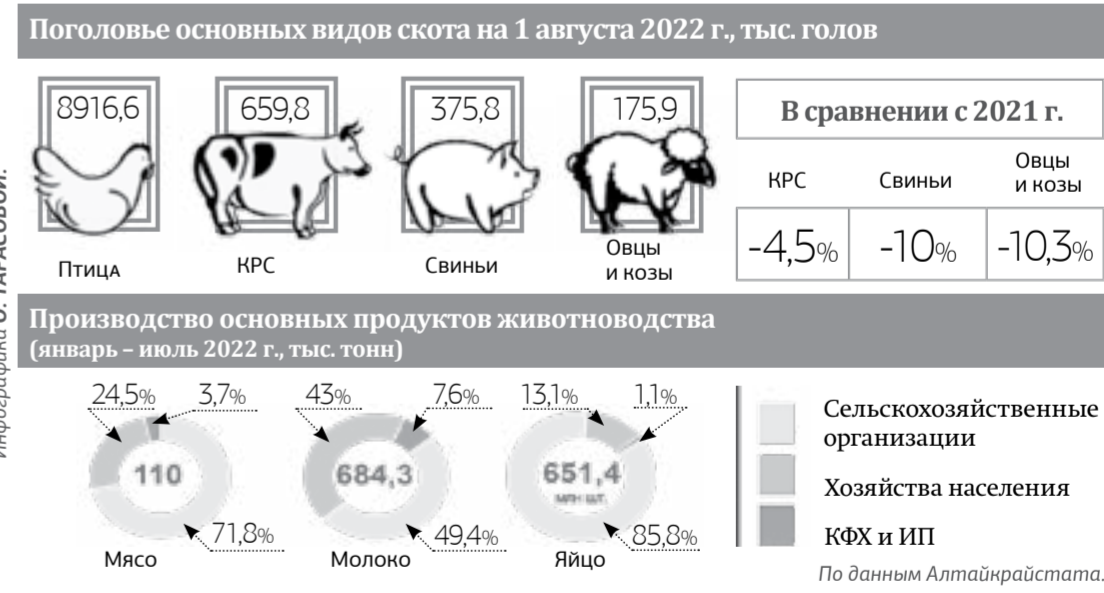 Поголовье основных видов скота на 1 августа 2022 г., тыс. голов
8916,6
659,8
375,8
175,9
Птица
КРС
Свиньи
Овцы
и козы
В сравнении с 2021 г.
КРС
Свиньи
Овцы
и козы
-4,5%
-10%
-10,3%
Производство основных продуктов животноводства
(январь – июль 2022 г., тыс. тонн)
24,5%
3,7%
110
71,8%
Мясо
43%
7,6%
684,3
49,4%
Молоко
13,1%
1,1%
651,4
млн шт.
85,8%
Яйцо
Сельскохозяйственные
организации
Хозяйства населения
КФХ и ИП
По данным Алтайкрайстата.
Инфографика О. ТАРАСОВОЙ.